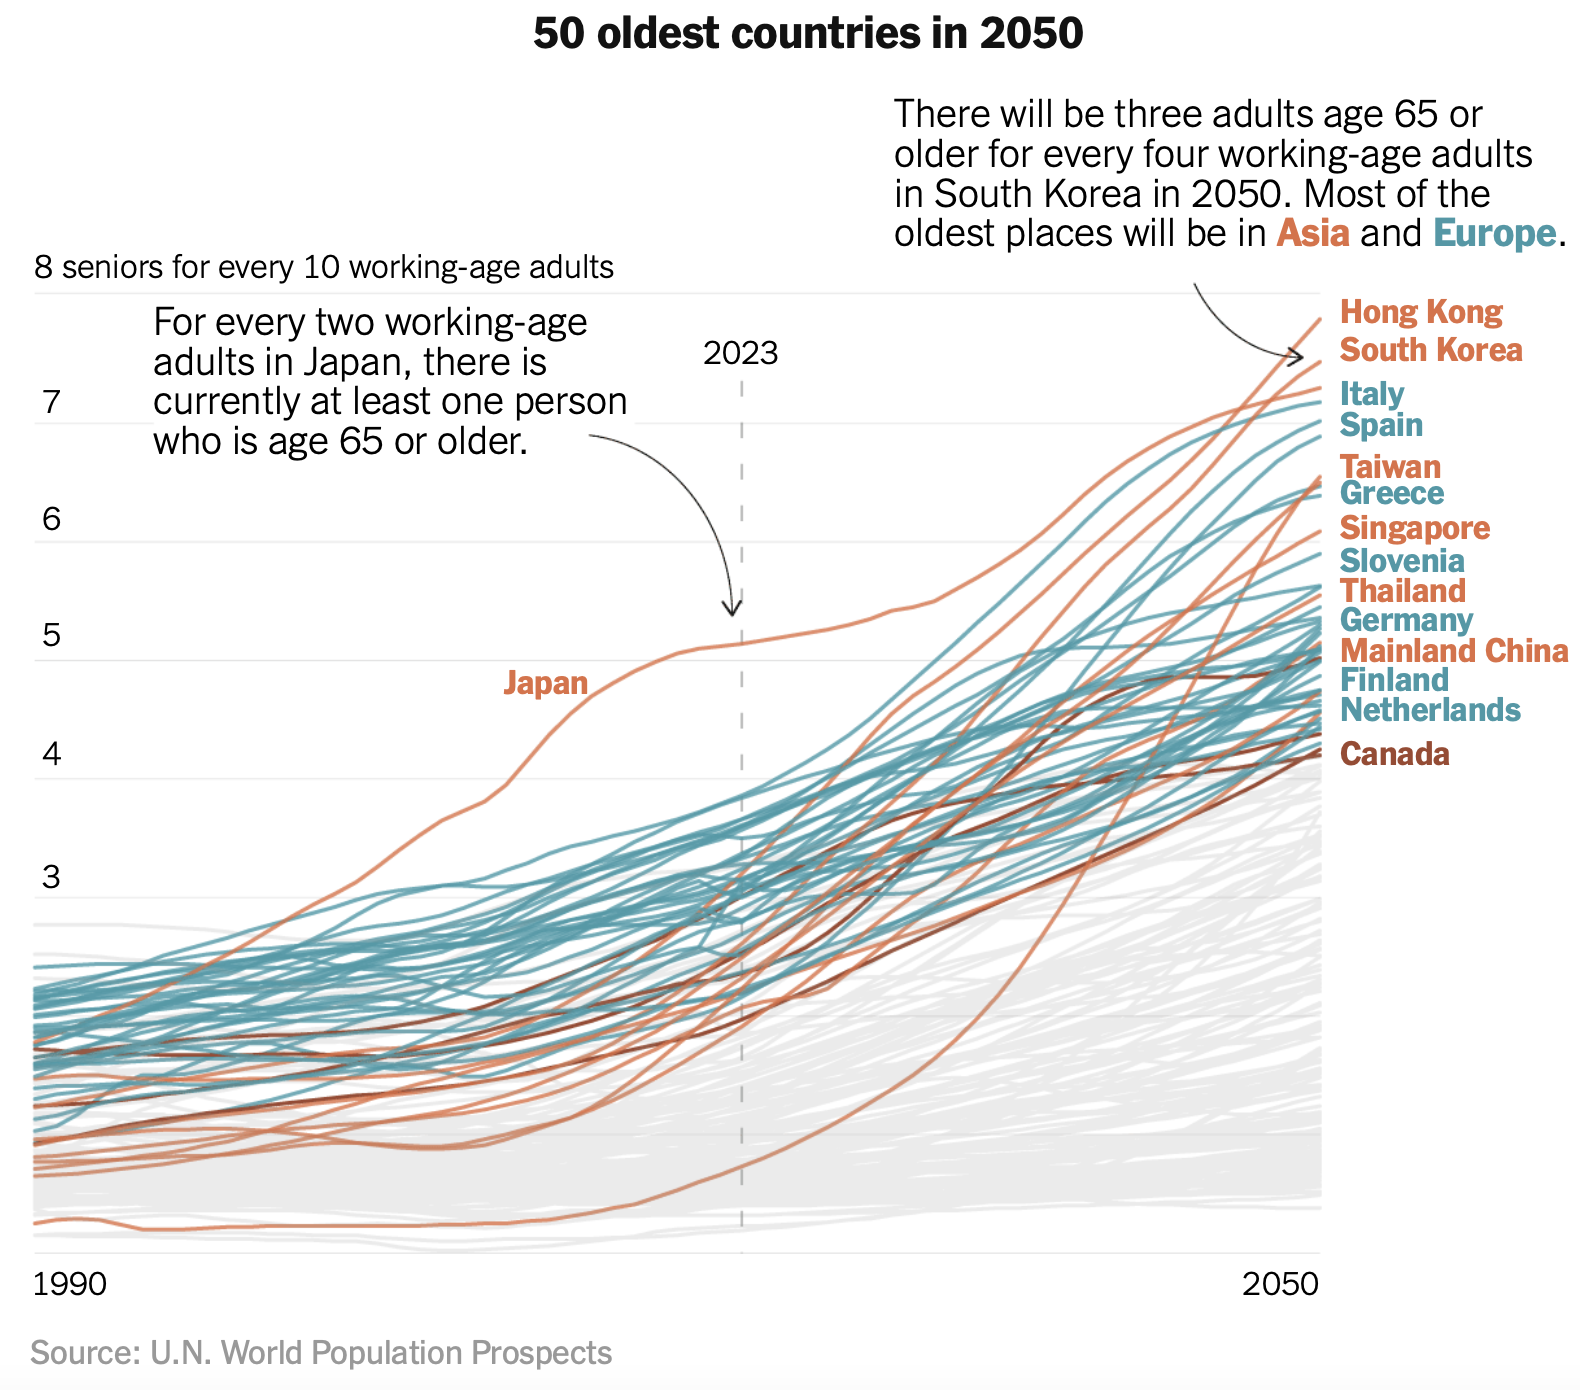 50 oldest countries in 2050
There will be three adults age 65 or
older for every four working-age adults
in South Korea in 2050. Most of the
oldest places will be in Asia and Europe.
8 seniors for every 10 working-age adults
For every two working-age
adults in Japan, there is
currently at least one person
who is age 65 or older.
2023
7
6
5
4
3
Japan
Hong Kong
South Korea
Italy
Spain
Taiwan
Greece
Singapore
Slovenia
Thailand
Germany
Mainland China
Finland
Netherlands
Canada
1990
2050
Source: U.N. World Population Prospects